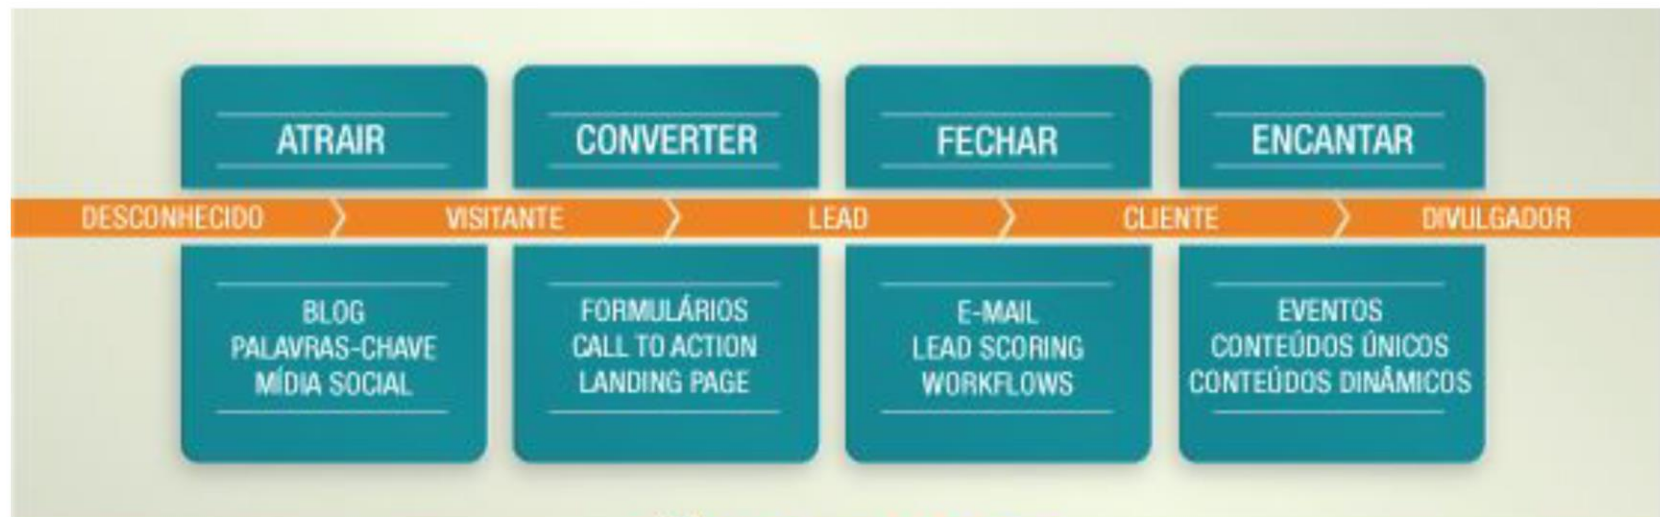 ATRAIR
CONVERTER
FECHAR
ENCANTAR
DESCONHECIDO
VISITANTE
LEAD
CLIENTE
DIVULGADOR
BLOG
PALAVRAS-CHAVE
MÍDIA SOCIAL
FORMULÁRIOS
CALL TO ACTION
LANDING PAGE
E-MAIL
LEAD SCORING
WORKFLOWS
EVENTOS
CONTEÚDOS ÚNICOS
CONTEÚDOS DINÂMICOS